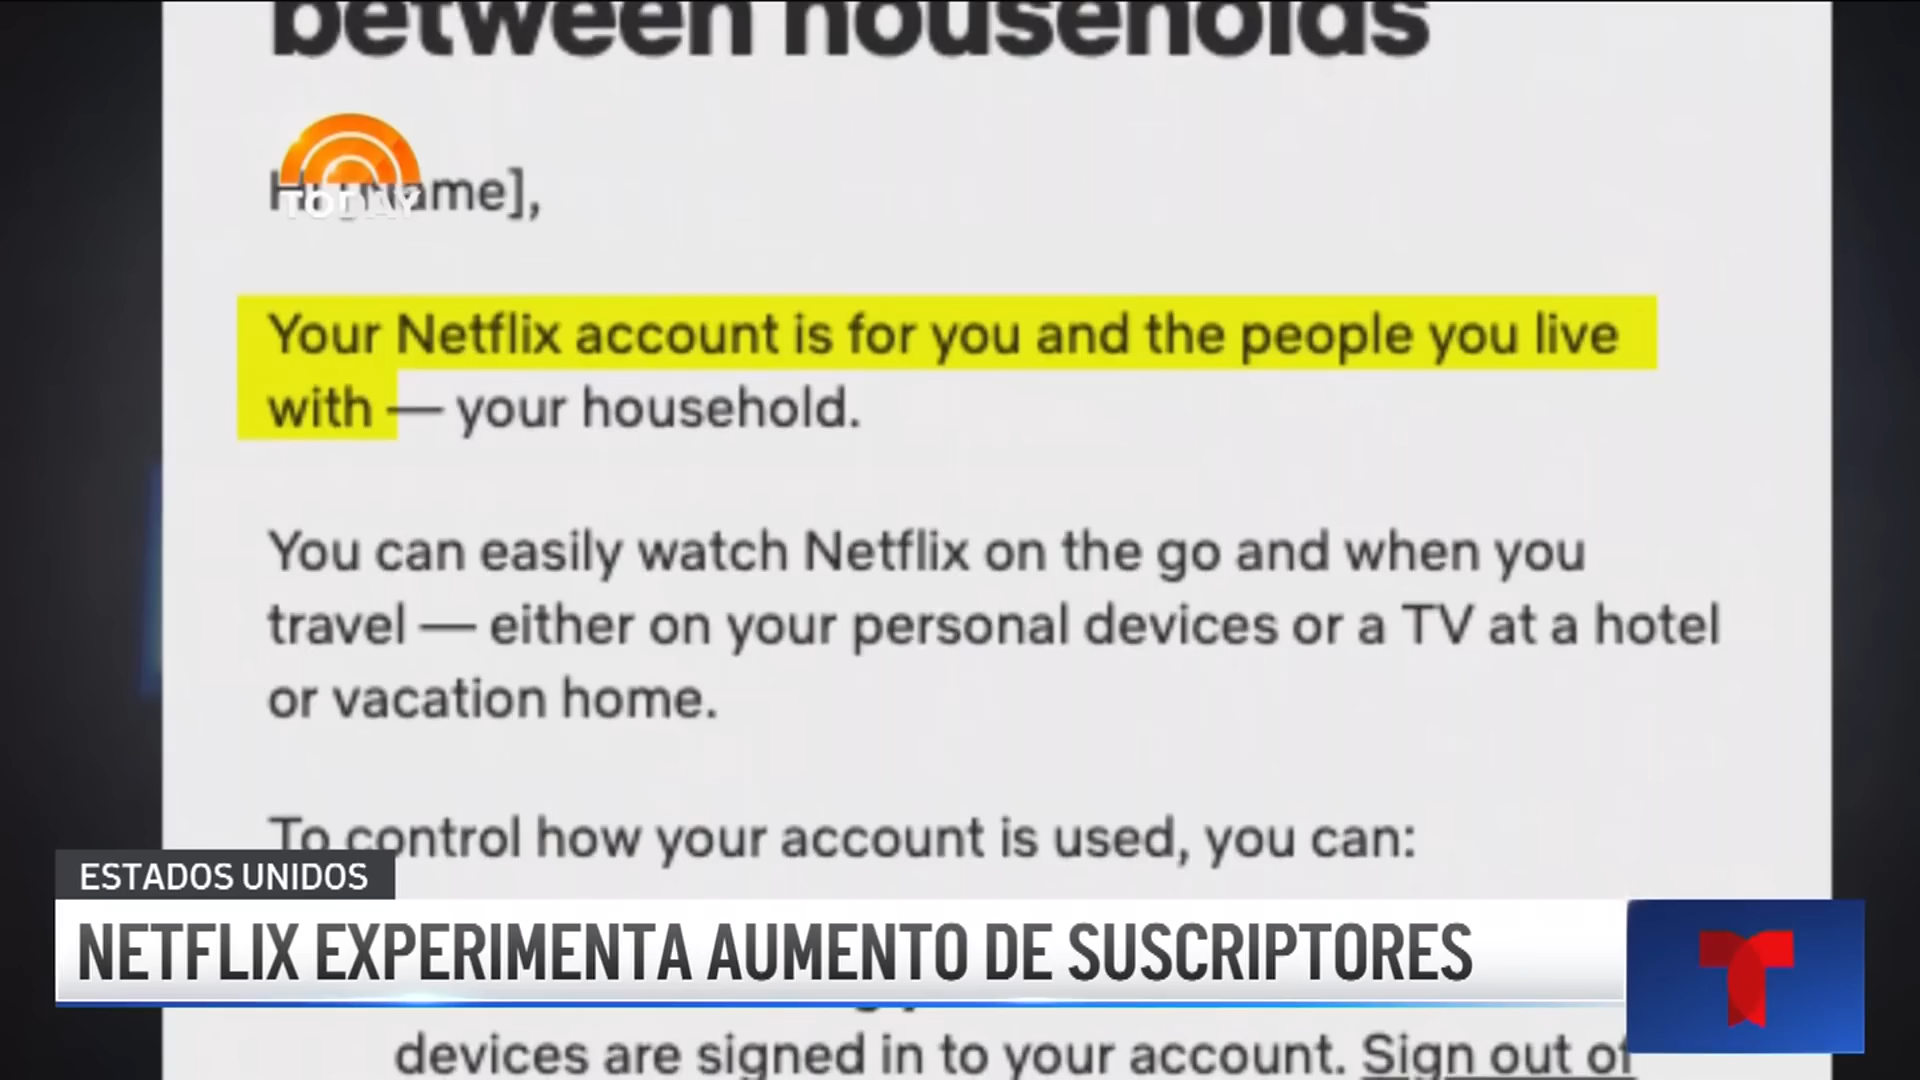 between households
TODAY
ame],
Your Netflix account is for you and the people you live
with — your household.
You can easily watch Netflix on the go and when you
travel — either on your personal devices or a TV at a hotel
or vacation home.
To control how your account is used, you can:
ESTADOS UNIDOS
NETFLIX EXPERIMENTA AUMENTO DE SUSCRIPTORES
devices are signed in to your account. Sign out of